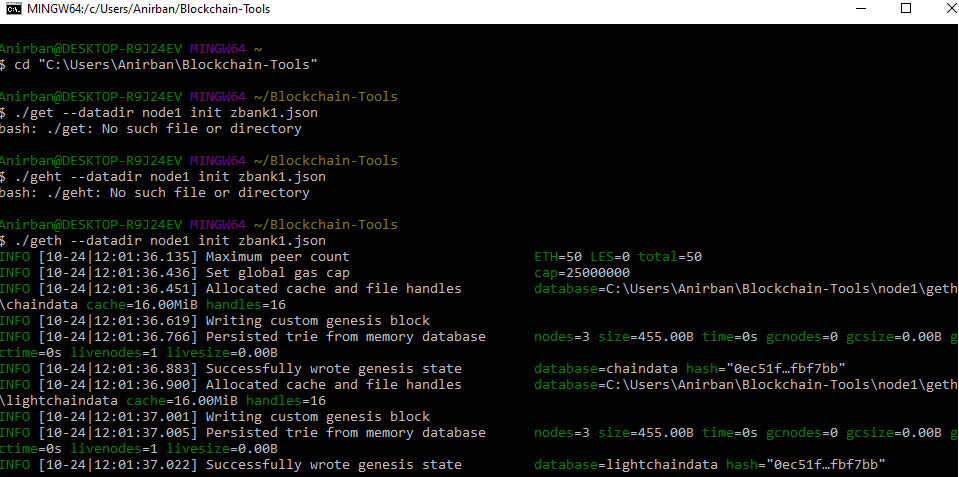 MINGW64:/c/Users/Anirban/Blockchain-Tools
Anirban@DESKTOP-R9J24EV MINGW64 ~
$ cd "C:\Users\Anirban\Blockchain-Tools"
Anirban@DESKTOP-R9J24EV MINGW64 ~/Blockchain-Tools
$ ./get --datadir node1 init zbank1.json
bash: ./get: No such file or directory
Anirban@DESKTOP-R9J24EV MINGW64 ~/Blockchain-Tools
$ ./geht --datadir node1 init zbank1.json
bash: ./geht: No such file or directory
Anirban@DESKTOP-R9J24EV MINGW64 ~/Blockchain-Tools
$ ./geth --datadir node1 init zbank1.json
INFO [10-24|12:01:36.135] Maximum peer count ETH=50 LES=0 total=50
INFO [10-24|12:01:36.436] Set global gas cap cap=25000000
INFO [10-24|12:01:36.451] Allocated cache and file handles database=C:\Users\Anirban\Blockchain-Tools\node1\geth
\chaindata cache=16.00MiB handles=16
INFO [10-24|12:01:36.619] Writing custom genesis block
INFO [10-24|12:01:36.766] Persisted trie from memory database nodes=3 size=455.00B time=0s gcnodes=0 gcsize=0.00B g
ctime=0s livenodes=1 livesize=0.00B
INFO [10-24|12:01:36.883] Successfully wrote genesis state database=chaindata hash="0ec51f…fbf7bb"
INFO [10-24|12:01:36.900] Allocated cache and file handles database=C:\Users\Anirban\Blockchain-Tools\node1\geth
\lightchaindata cache=16.00MiB handles=16
INFO [10-24|12:01:37.001] Writing custom genesis block
INFO [10-24|12:01:37.005] Persisted trie from memory database nodes=3 size=455.00B time=0s gcnodes=0 gcsize=0.00B g
ctime=0s livenodes=1 livesize=0.00B
INFO [10-24|12:01:37.022] Successfully wrote genesis state database=lightchaindata hash="0ec51f…fbf7bb"